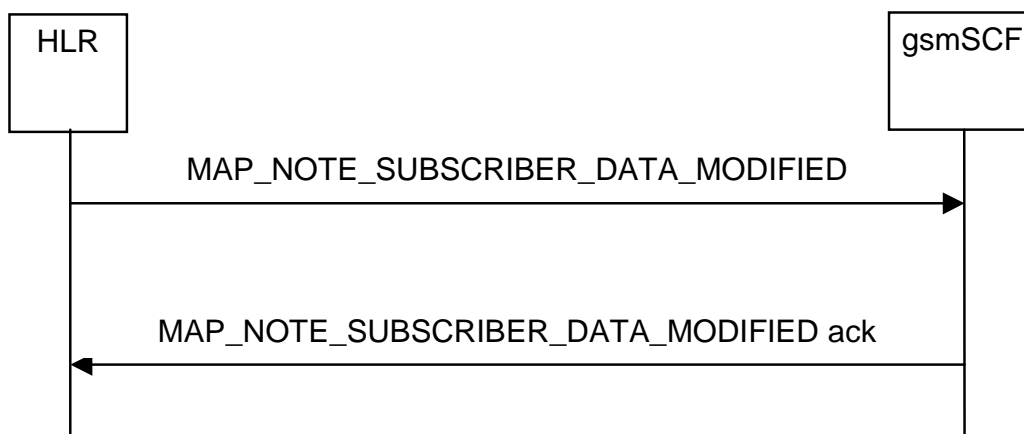 HLR
gsmSCF
MAP_NOTE_SUBSCRIBER_DATA_MODIFIED
MAP_NOTE_SUBSCRIBER_DATA_MODIFIED ack